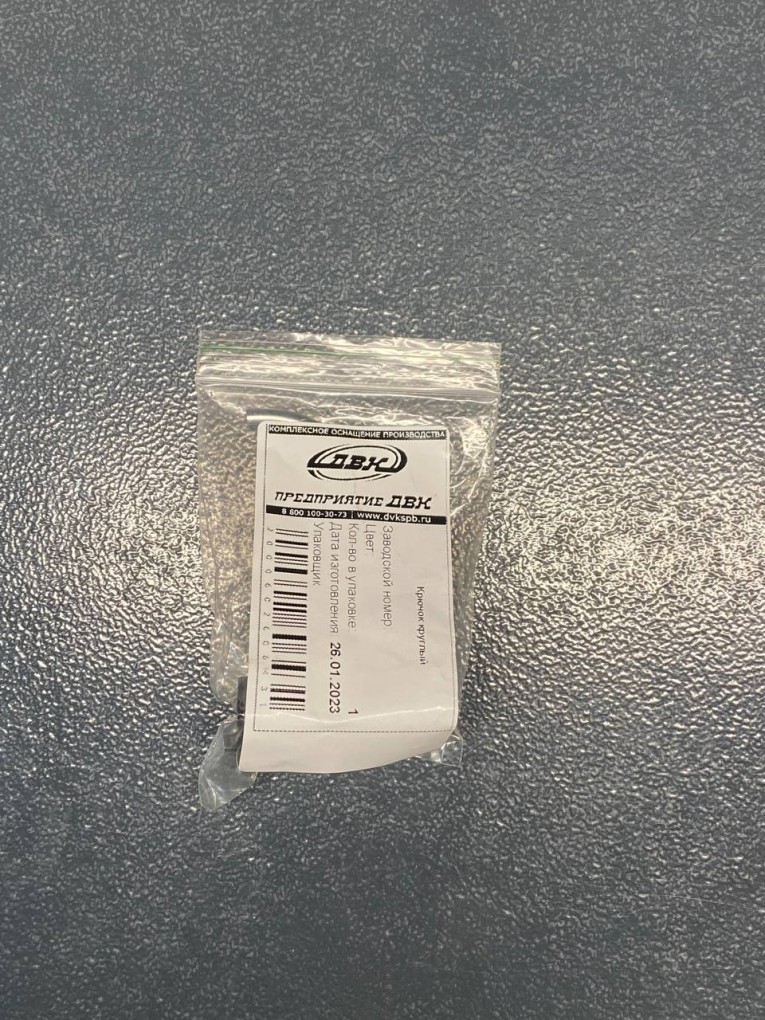 КОМПЛЕКСНОЕ ОСНАЩЕНИЕ ПРОИЗВОДСТВА
ДВК
ПРЕДПРИЯТИЕ ДВК
8 800 100-30-73 | www.dvkspb.ru
Крючок круглый
Заводской номер
Цвет
Кол-во в упаковке: 1
Дата изготовления 26.01.2023
Упаковщик